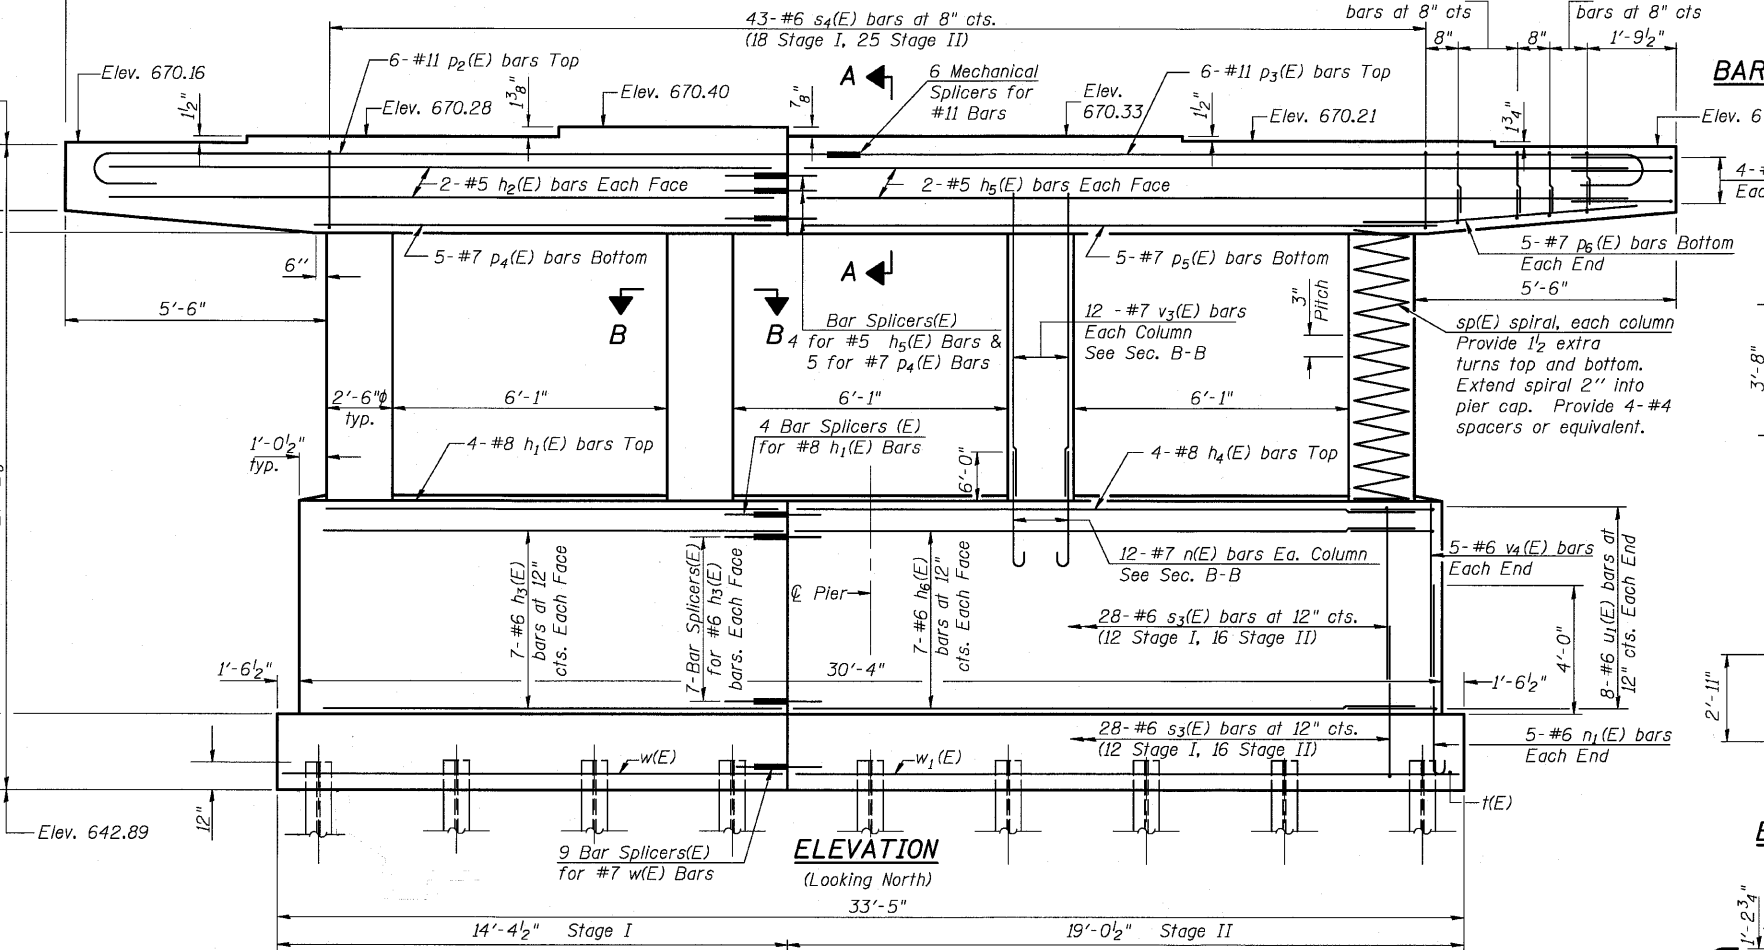 43-#6 s4(E) bars at 8" cts.
(18 Stage I, 25 Stage II)
bars at 8" cts
bars at 8" cts
8"
8"
1'-9½"
BAR
Elev. 670.16
6-#11 p2(E) bars Top
1½"
Elev. 670.28
1⅜"
Elev. 670.40
A
⅞"
6 Mechanical
Splicers for
#11 Bars
6-#11 p3(E) bars Top
Elev.
670.33
1½"
Elev. 670.21
1¾"
Elev. 6
2-#5 h2(E) bars Each Face
2-#5 h5(E) bars Each Face
4-#
Eac
6"
5-#7 p4(E) bars Bottom
A
5-#7 p5(E) bars Bottom
5-#7 p6(E) bars Bottom
Each End
5'-6"
5'-6"
B
B
Bar Splicers(E)
4 for #5 h5(E) Bars &
5 for #7 p4(E) Bars
12 -#7 v3(E) bars
Each Column
See Sec. B-B
3"
Pitch
sp(E) spiral, each column
Provide 1½ extra
turns top and bottom.
Extend spiral 2" into
pier cap. Provide 4-#4
spacers or equivalent.
3'-8"
2'-6"ϕ
typ.
6'-1"
6'-1"
6'-1"
1'-0½"
typ.
4-#8 h1(E) bars Top
4 Bar Splicers (E)
for #8 h1(E) Bars
6'-0"
4-#8 h4(E) bars Top
7-#6 h3(E)
bars at 12"
cts. Each Face
7-Bar Splicers(E)
for #6 h3(E)
bars. Each Face
℄ Pier
7-#6 h6(E)
bars at 12"
cts. Each Face
12-#7 n(E) bars Ea. Column
See Sec. B-B
5-#6 v4(E) bars
Each End
8-#6 u1(E) bars at
12" cts. Each End
28-#6 s3(E) bars at 12" cts.
(12 Stage I, 16 Stage II)
4'-0"
1'-6½"
30'-4"
1'-6½"
2'-11"
28-#6 s3(E) bars at 12" cts.
(12 Stage I, 16 Stage II)
5-#6 n1(E) bars
Each End
w(E)
w1(E)
t(E)
12"
Elev. 642.89
9 Bar Splicers(E)
for #7 w(E) Bars
ELEVATION
(Looking North)
33'-5"
14'-4½" Stage I
19'-0½" Stage II
1'-2¾"